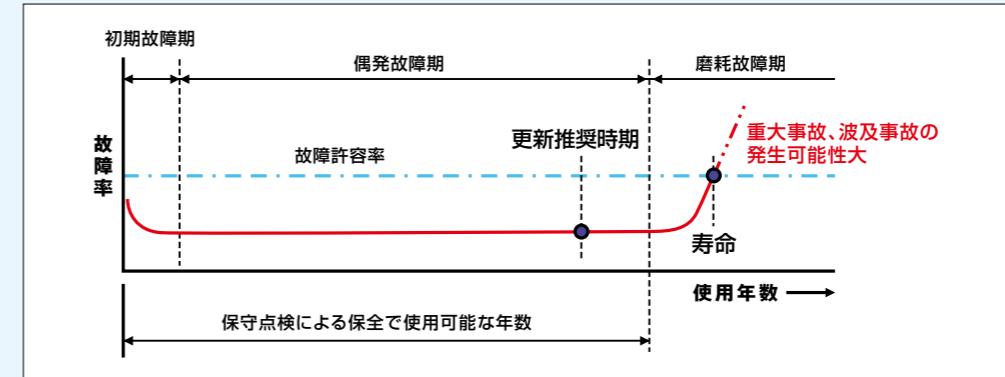 初期故障期
偶発故障期
磨耗故障期
故障率
故障許容率
更新推奨時期
重大事故、波及事故の
発生可能性大
寿命
使用年数
保守点検による保全で使用可能な年数